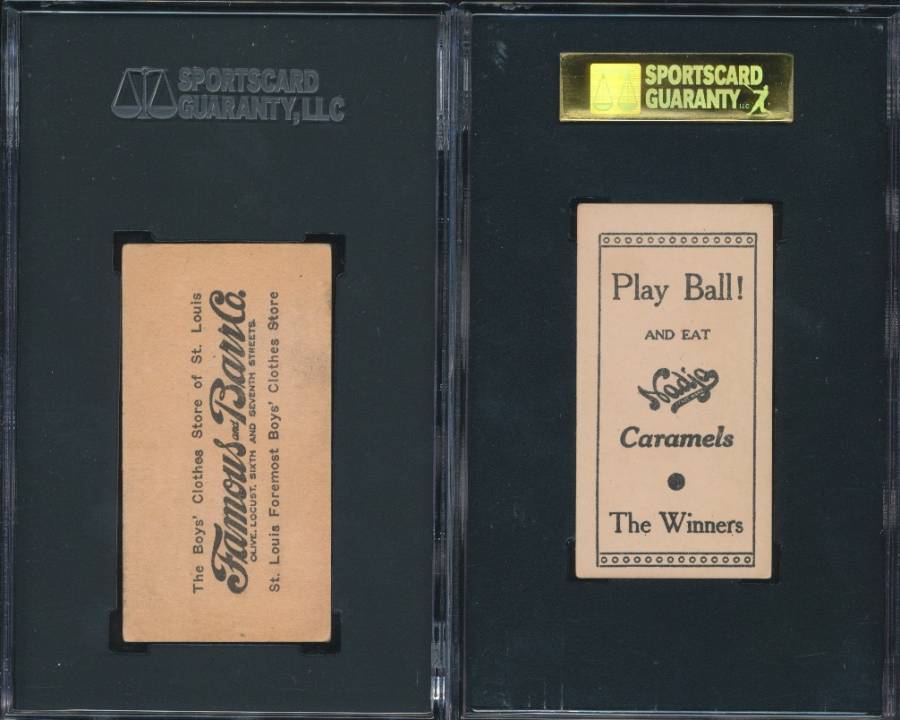 SPORTSCARD
GUARANTY, LLC
The Boys' Clothes Store of St. Louis
Famous and Barr Co.
OLIVE, LOCUST, SIXTH AND SEVENTH STREETS.
St. Louis Foremost Boys' Clothes Store
SPORTSCARD
GUARANTY LLC
Play Ball!
AND EAT
Nadja
Caramels
The Winners